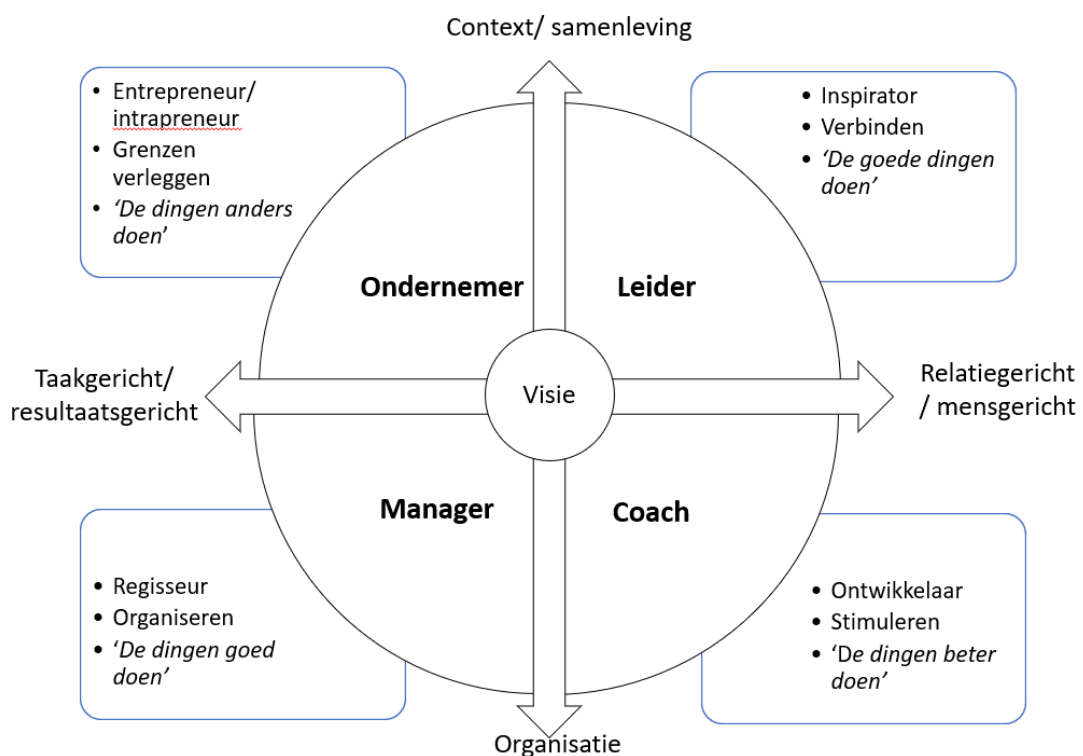 Context/ samenleving
• Entrepreneur/
intrapreneur
• Grenzen
verleggen
• ‘De dingen anders
doen’
• Inspirator
• Verbinden
• ‘De goede dingen
doen’
Ondernemer
Leider
Taakgericht/
resultaatsgericht
Visie
Relatiegericht
/ mensgericht
Manager
Coach
• Regisseur
• Organiseren
• ‘De dingen goed
doen’
• Ontwikkelaar
• Stimuleren
• ‘De dingen beter
doen’
Organisatie